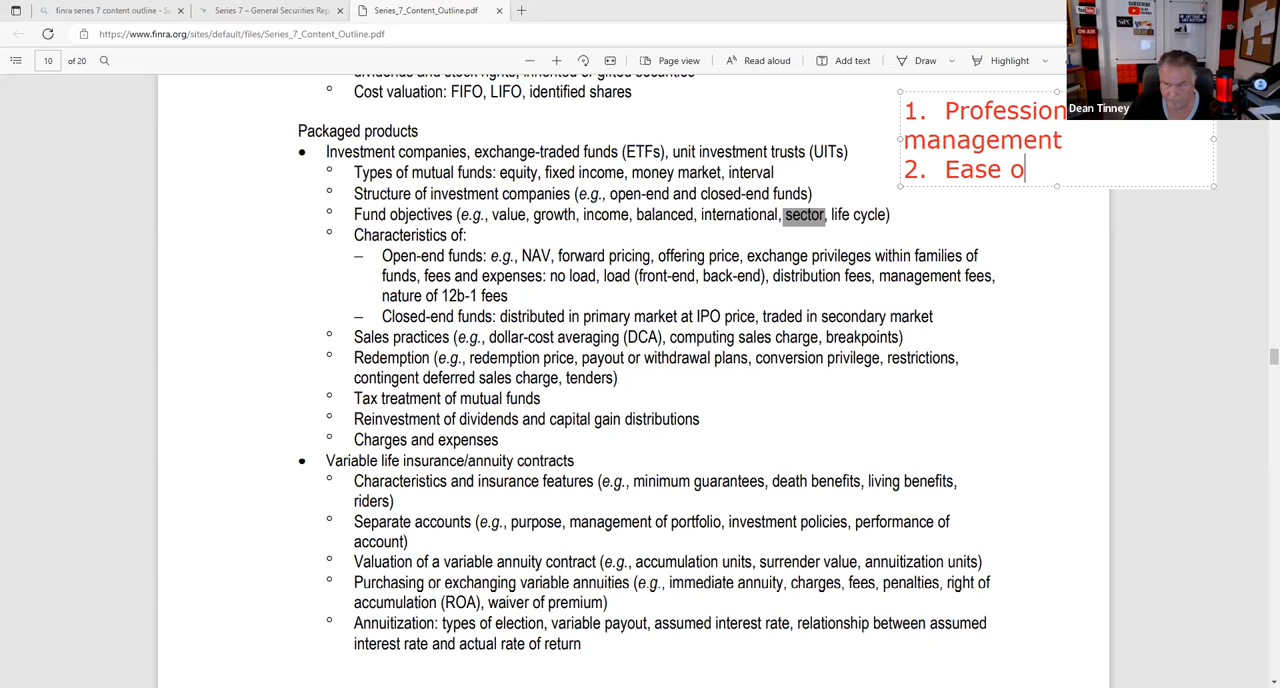 finra series 7 content outline - S
Series 7 – General Securities Rep
Series_7_Content_Outline.pdf
https://www.finra.org/sites/default/files/Series_7_Content_Outline.pdf
10 of 20
Page view
Read aloud
Add text
Draw
Highlight
YouTube
SiPC
Dean Tinney
1. Profession
management
2. Ease o
dividends and stock rights, inherent or gifted securities
Cost valuation: FIFO, LIFO, identified shares
Packaged products
• Investment companies, exchange-traded funds (ETFs), unit investment trusts (UITs)
° Types of mutual funds: equity, fixed income, money market, interval
° Structure of investment companies (e.g., open-end and closed-end funds)
° Fund objectives (e.g., value, growth, income, balanced, international, sector, life cycle)
° Characteristics of:
– Open-end funds: e.g., NAV, forward pricing, offering price, exchange privileges within families of
funds, fees and expenses: no load, load (front-end, back-end), distribution fees, management fees,
nature of 12b-1 fees
– Closed-end funds: distributed in primary market at IPO price, traded in secondary market
° Sales practices (e.g., dollar-cost averaging (DCA), computing sales charge, breakpoints)
° Redemption (e.g., redemption price, payout or withdrawal plans, conversion privilege, restrictions,
contingent deferred sales charge, tenders)
° Tax treatment of mutual funds
° Reinvestment of dividends and capital gain distributions
° Charges and expenses
• Variable life insurance/annuity contracts
° Characteristics and insurance features (e.g., minimum guarantees, death benefits, living benefits,
riders)
° Separate accounts (e.g., purpose, management of portfolio, investment policies, performance of
account)
° Valuation of a variable annuity contract (e.g., accumulation units, surrender value, annuitization units)
° Purchasing or exchanging variable annuities (e.g., immediate annuity, charges, fees, penalties, right of
accumulation (ROA), waiver of premium)
° Annuitization: types of election, variable payout, assumed interest rate, relationship between assumed
interest rate and actual rate of return